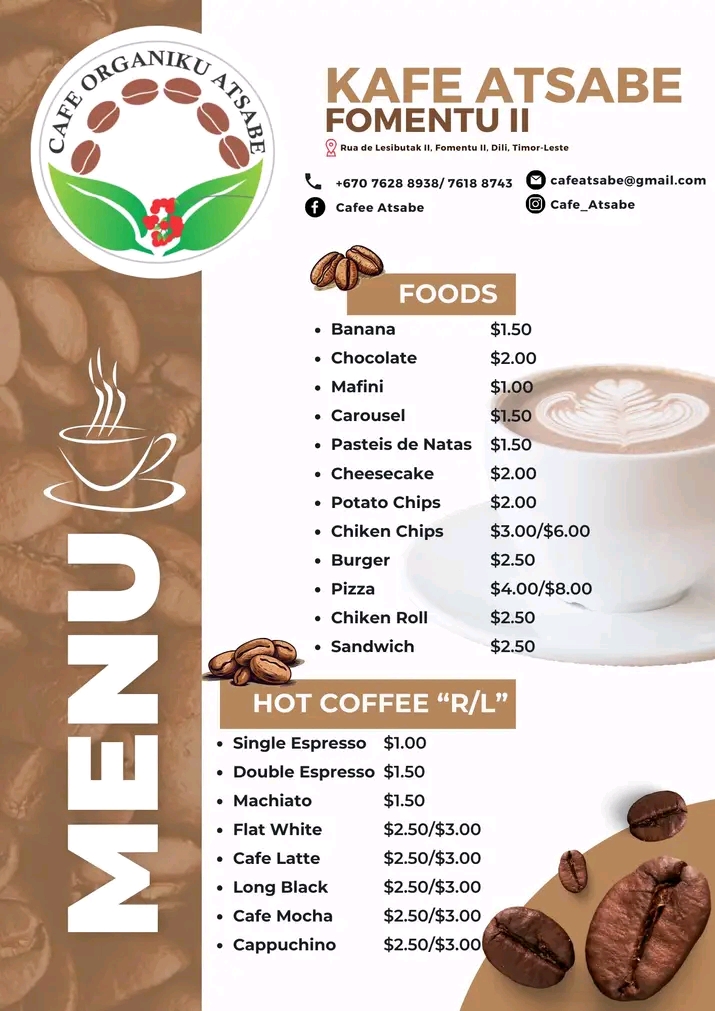 CAFE ORGANIKU ATSABE
KAFE ATSABE
FOMENTU II
Rua de Lesibutak II, Fomentu II, Dili, Timor-Leste
+670 7628 8938/ 7618 8743
cafeatsabe@gmail.com
Cafee Atsabe
Cafe_Atsabe
MENU
FOODS
• Banana $1.50
• Chocolate $2.00
• Mafini $1.00
• Carousel $1.50
• Pasteis de Natas $1.50
• Cheesecake $2.00
• Potato Chips $2.00
• Chiken Chips $3.00/$6.00
• Burger $2.50
• Pizza $4.00/$8.00
• Chiken Roll $2.50
• Sandwich $2.50
HOT COFFEE “R/L”
• Single Espresso $1.00
• Double Espresso $1.50
• Machiato $1.50
• Flat White $2.50/$3.00
• Cafe Latte $2.50/$3.00
• Long Black $2.50/$3.00
• Cafe Mocha $2.50/$3.00
• Cappuchino $2.50/$3.00